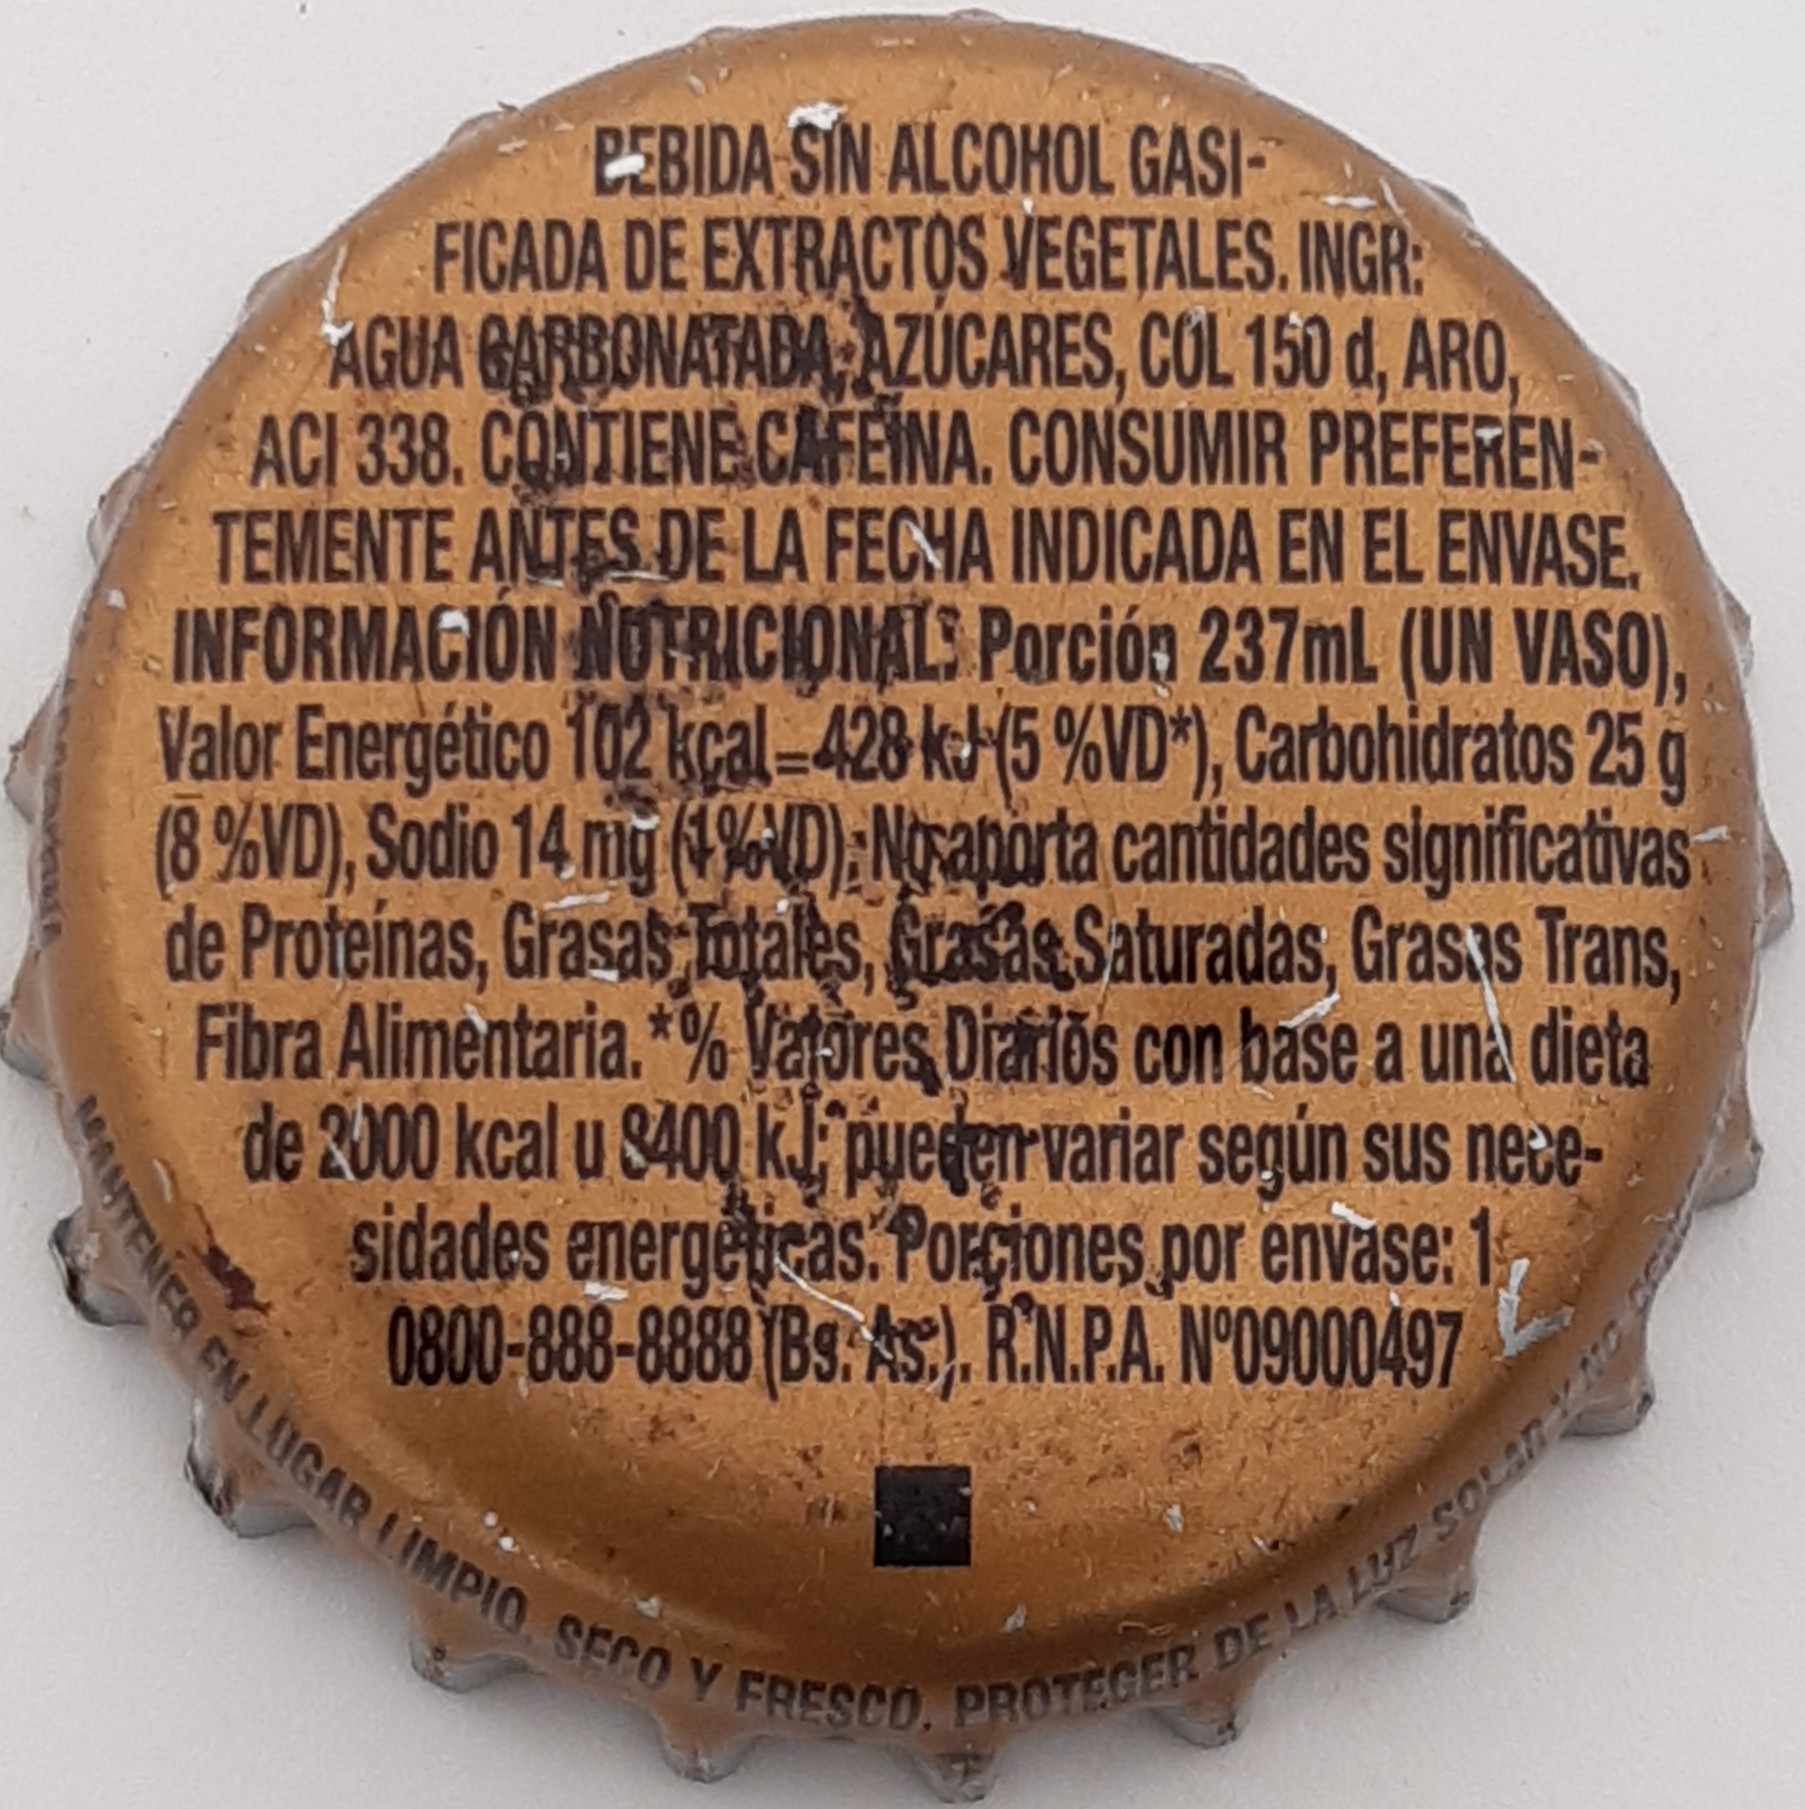 BEBIDA SIN ALCOHOL GASI-
FICADA DE EXTRACTOS VEGETALES. INGR:
AGUA CARBONATADA, AZÚCARES, COL 150 d, ARO,
ACI 338. CONTIENE CAFEÍNA. CONSUMIR PREFEREN-
TEMENTE ANTES DE LA FECHA INDICADA EN EL ENVASE.
INFORMACIÓN NUTRICIONAL: Porción 237mL (UN VASO),
Valor Energético 102 kcal=428 kJ (5 %VD*), Carbohidratos 25 g
(8 %VD), Sodio 14 mg (1%VD); No aporta cantidades significativas
de Proteínas, Grasas Totales, Grasas Saturadas, Grasas Trans,
Fibra Alimentaria. *% Valores Diarios con base a una dieta
de 2000 kcal u 8400 kJ; pueden variar según sus nece-
sidades energéticas. Porciones por envase: 1
0800-888-8888 (Bs. As.). R.N.P.A. Nº09000497
MANTENER EN LUGAR LIMPIO, SECO Y FRESCO. PROTEGER DE LA LUZ SOLAR Y NO